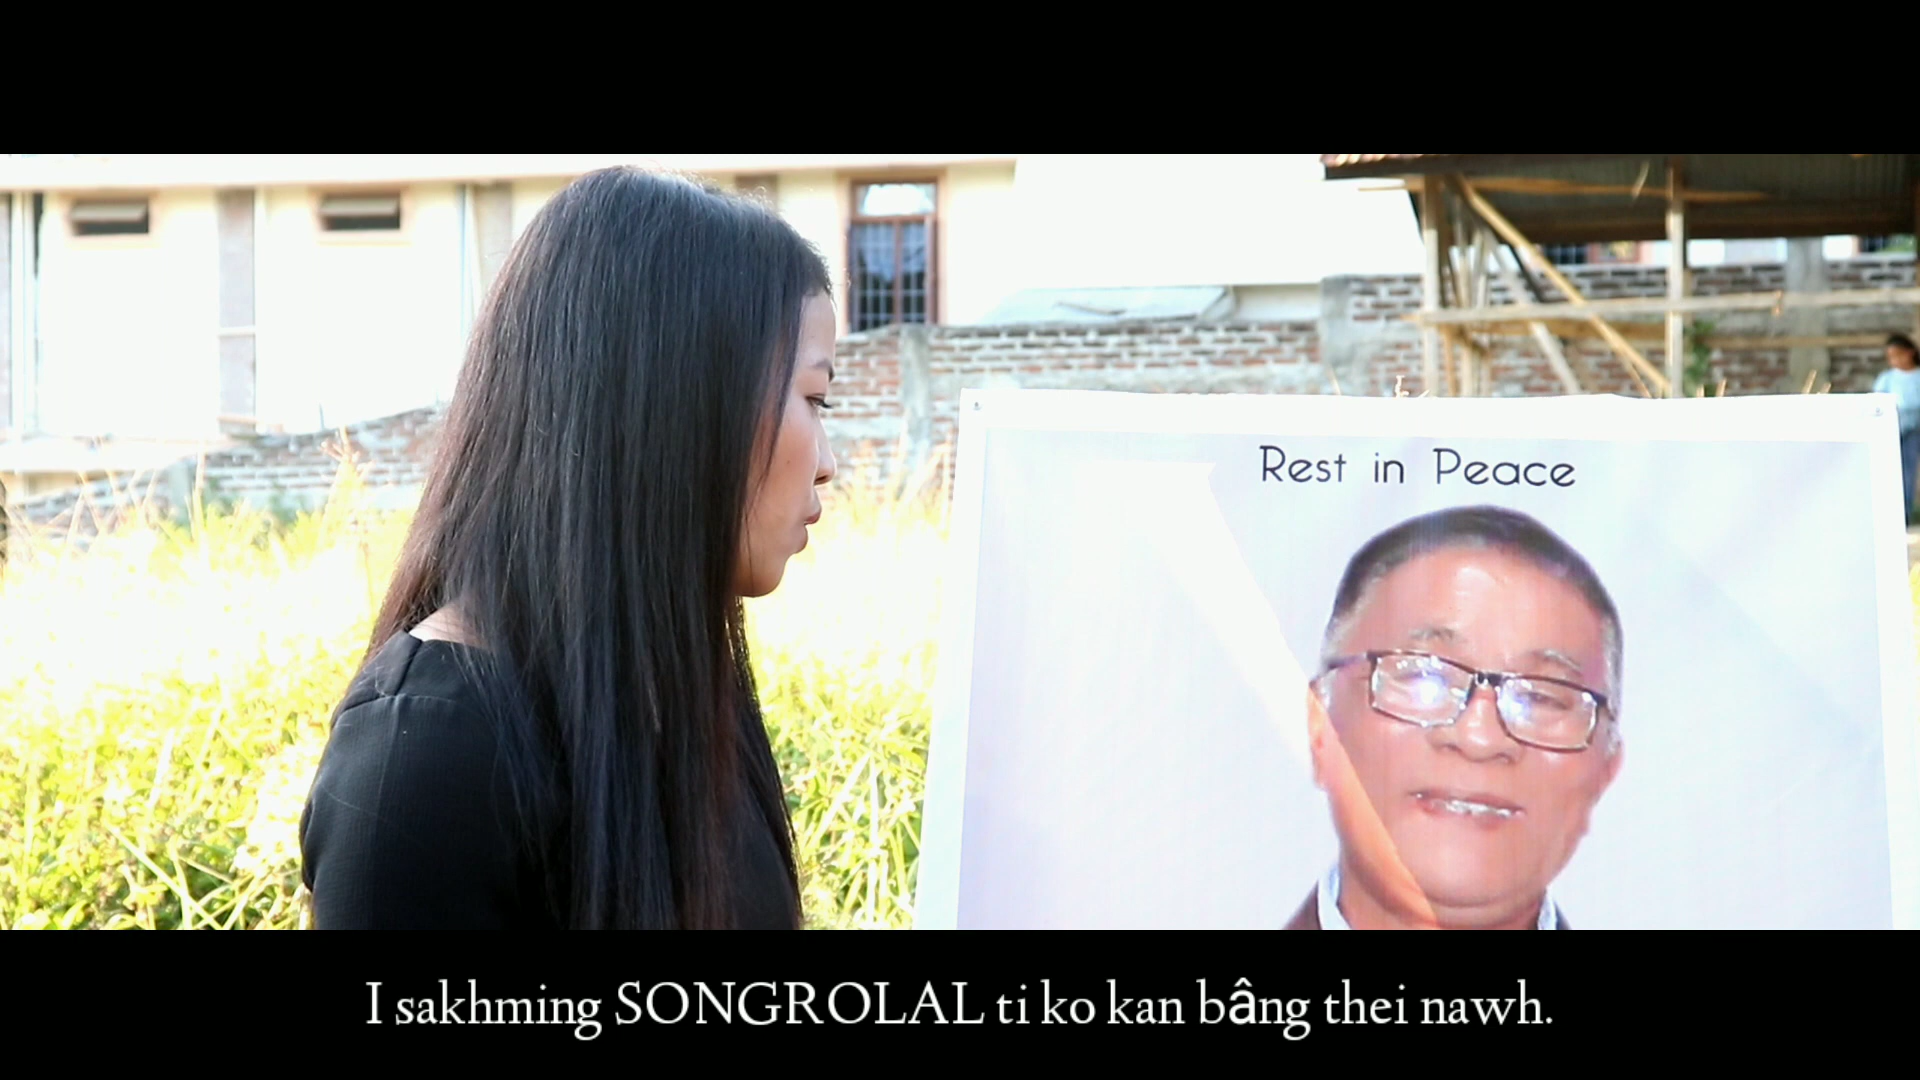 Rest in Peace
I sakhming SONGROLAL ti ko kan bâng thei nawh.